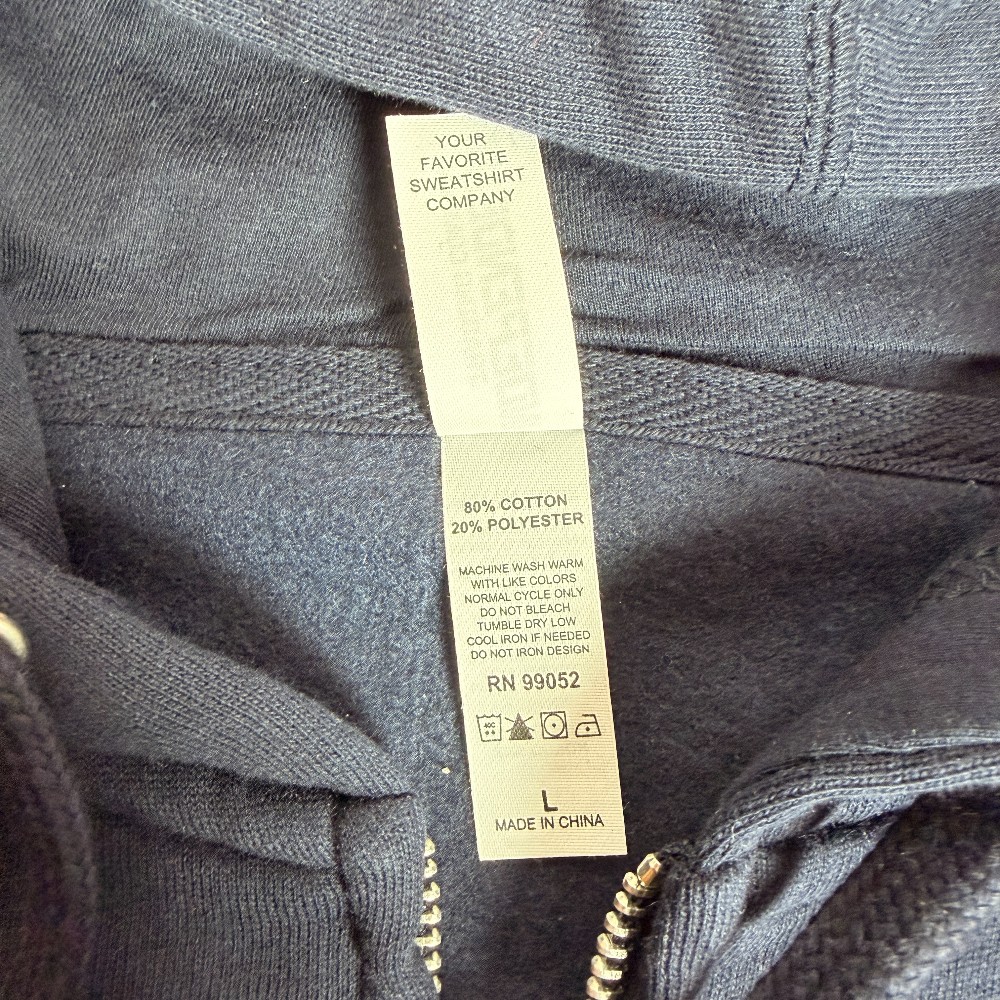 YOUR
FAVORITE
SWEATSHIRT
COMPANY
80% COTTON
20% POLYESTER
MACHINE WASH WARM
WITH LIKE COLORS
NORMAL CYCLE ONLY
DO NOT BLEACH
TUMBLE DRY LOW
COOL IRON IF NEEDED
DO NOT IRON DESIGN
RN 99052
40C
L
MADE IN CHINA